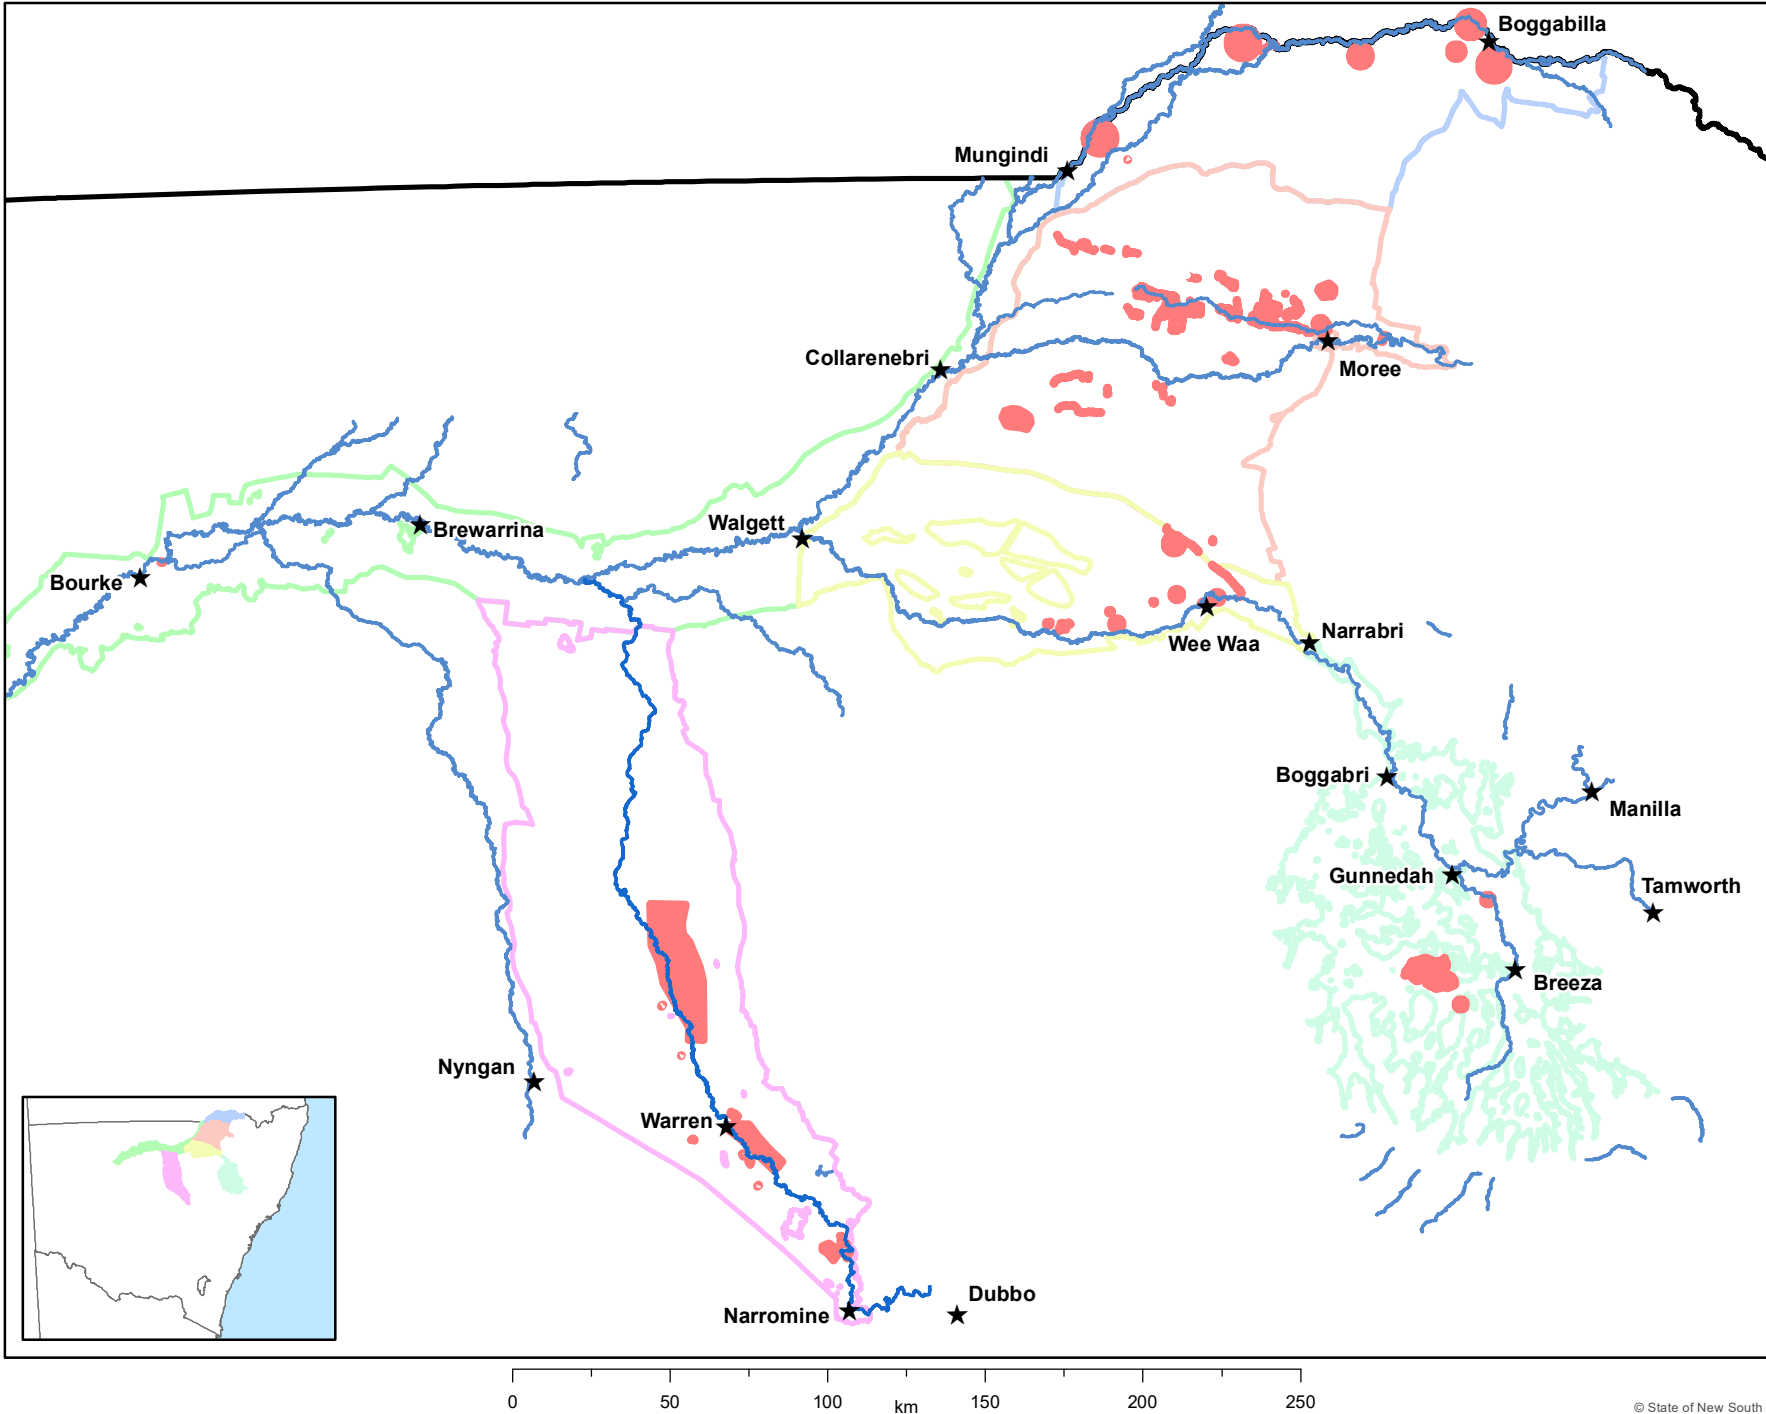 Boggabilla
Mungindi
Collarenebri
Moree
Walgett
Brewarrina
Bourke
Wee Waa
Narrabri
Boggabri
Manilla
Gunnedah
Tamworth
Breeza
Nyngan
Warren
Narromine
Dubbo
0 50 100 150 200 250
km
© State of New South